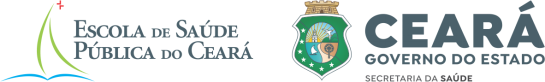 ESCOLA DE SAÚDE
PÚBLICA DO CEARÁ
CEARÁ
GOVERNO DO ESTADO
SECRETARIA DA SAÚDE